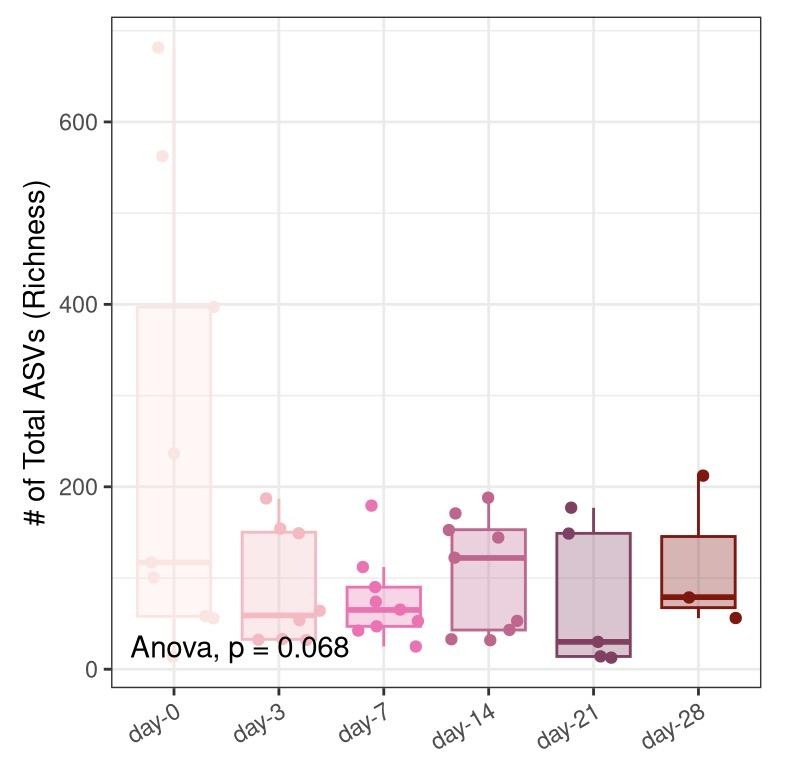 # of Total ASVs (Richness)
600
400
200
0
Anova, p = 0.068
day-0
day-3
day-7
day-14
day-21
day-28